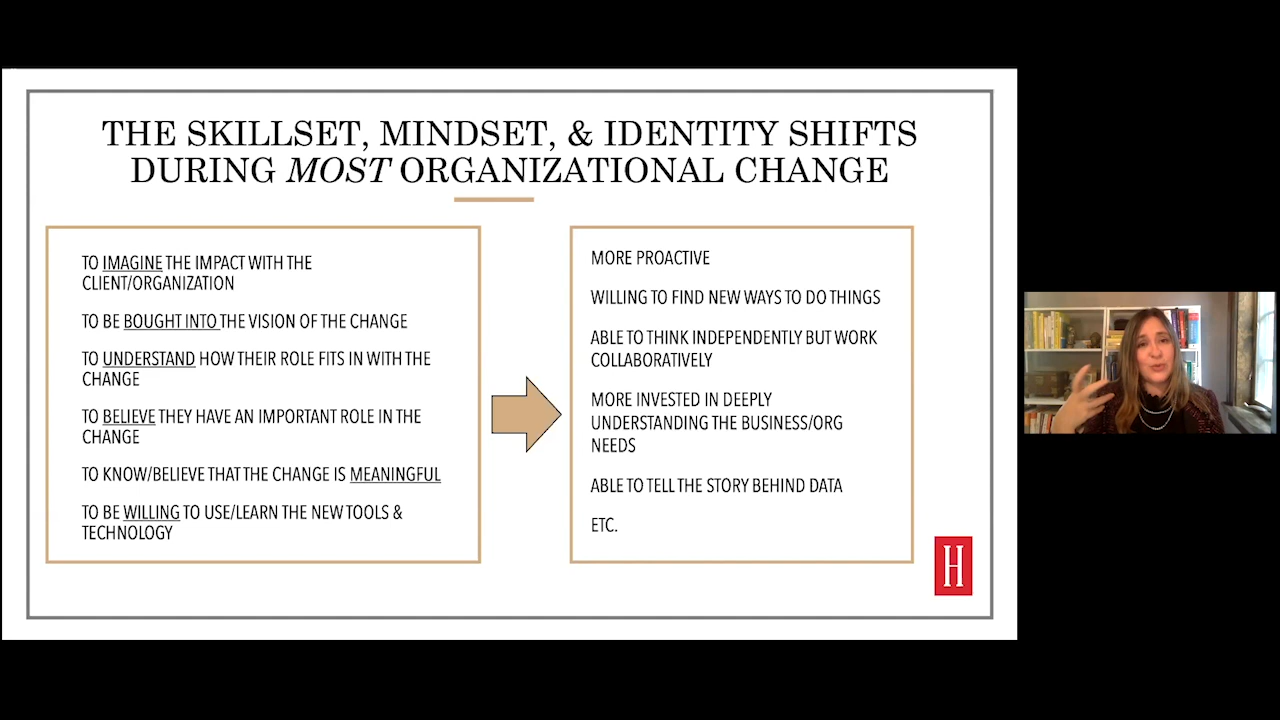 THE SKILLSET, MINDSET, & IDENTITY SHIFTS
DURING MOST ORGANIZATIONAL CHANGE
TO IMAGINE THE IMPACT WITH THE
CLIENT/ORGANIZATION
TO BE BOUGHT INTO THE VISION OF THE CHANGE
TO UNDERSTAND HOW THEIR ROLE FITS IN WITH THE
CHANGE
TO BELIEVE THEY HAVE AN IMPORTANT ROLE IN THE
CHANGE
TO KNOW/BELIEVE THAT THE CHANGE IS MEANINGFUL
TO BE WILLING TO USE/LEARN THE NEW TOOLS &
TECHNOLOGY
MORE PROACTIVE
WILLING TO FIND NEW WAYS TO DO THINGS
ABLE TO THINK INDEPENDENTLY BUT WORK
COLLABORATIVELY
MORE INVESTED IN DEEPLY
UNDERSTANDING THE BUSINESS/ORG
NEEDS
ABLE TO TELL THE STORY BEHIND DATA
ETC.
H